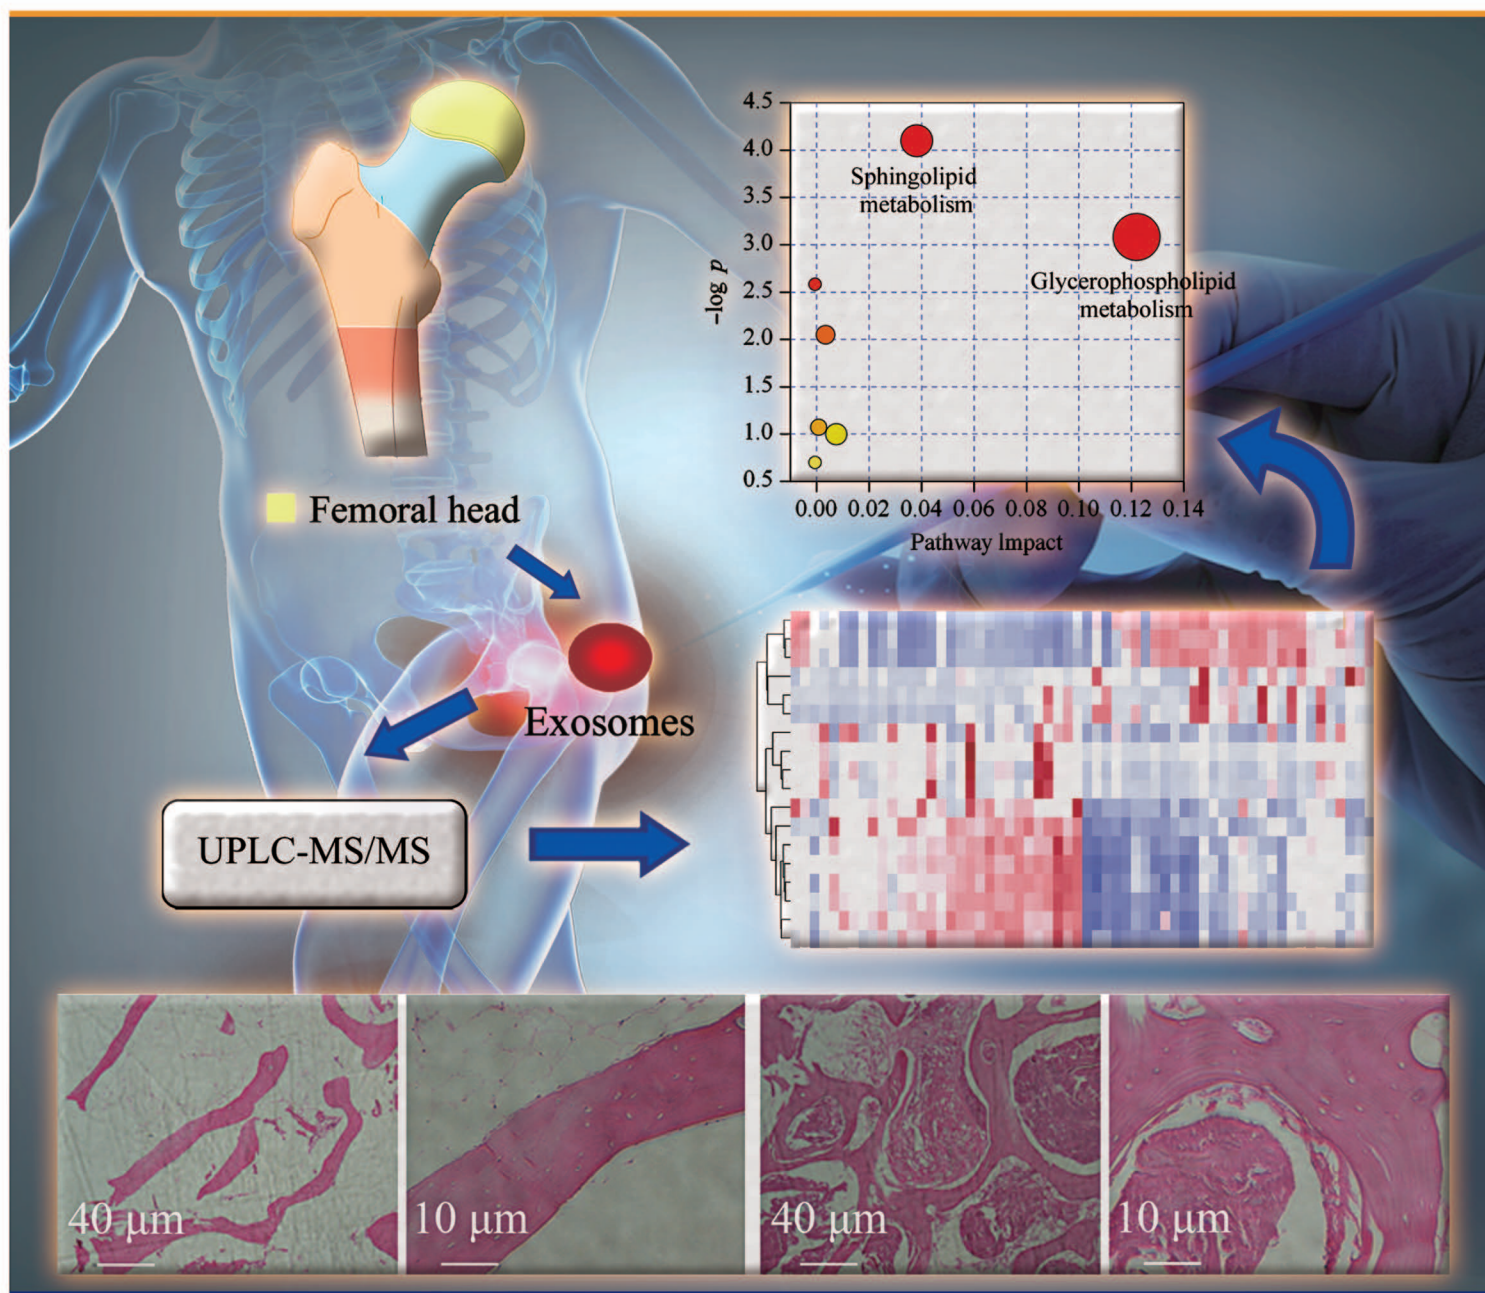 4.5
4.0
3.5
3.0
2.5
2.0
1.5
1.0
0.5
-log p
Sphingolipid
metabolism
Glycerophospholipid
metabolism
0.00 0.02 0.04 0.06 0.08 0.10 0.12 0.14
Pathway lmpact
Femoral head
Exosomes
UPLC-MS/MS
40 μm
10 μm
40 μm
10 μm